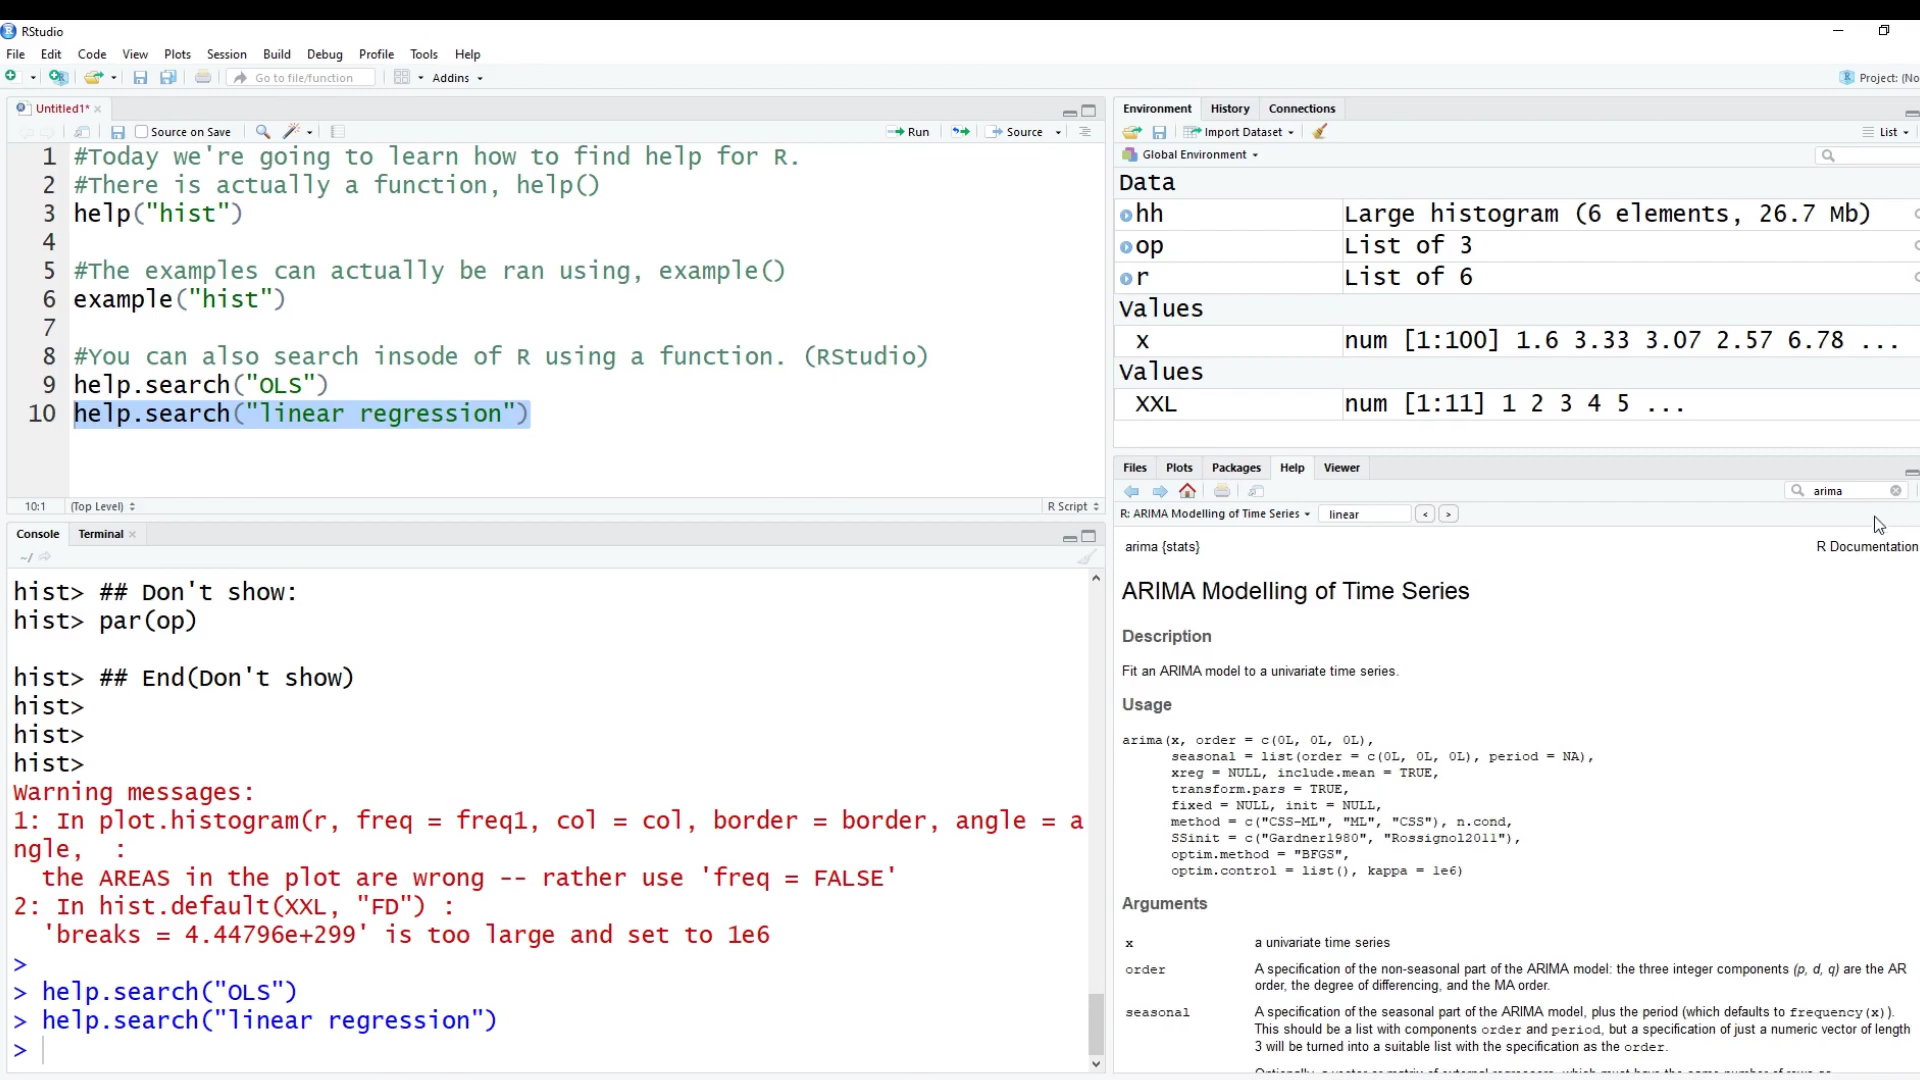 RStudio
File Edit Code View Plots Session Build Debug Profile Tools Help
Go to file/function Addins Project: (No
Untitled1*
Source on Save Run Source
1 #Today we're going to learn how to find help for R.
2 #There is actually a function, help()
3 help("hist")
4
5 #The examples can actually be ran using, example()
6 example("hist")
7
8 #You can also search insode of R using a function. (RStudio)
9 help.search("OLS")
10 help.search("linear regression")
10:1 (Top Level) R Script
Console Terminal
~/
hist> ## Don't show:
hist> par(op)
hist> ## End(Don't show)
hist>
hist>
hist>
Warning messages:
1: In plot.histogram(r, freq = freq1, col = col, border = border, angle = a
ngle,  :
the AREAS in the plot are wrong -- rather use 'freq = FALSE'
2: In hist.default(XXL, "FD") :
'breaks = 4.44796e+299' is too large and set to 1e6
>
> help.search("OLS")
> help.search("linear regression")
>
Environment History Connections
Import Dataset List
Global Environment
Data
hh Large histogram (6 elements, 26.7 Mb)
op List of 3
r List of 6
Values
x num [1:100] 1.6 3.33 3.07 2.57 6.78 ...
Values
XXL num [1:11] 1 2 3 4 5 ...
Files Plots Packages Help Viewer
arima
R: ARIMA Modelling of Time Series linear < >
arima {stats} R Documentation
ARIMA Modelling of Time Series
Description
Fit an ARIMA model to a univariate time series.
Usage
arima(x, order = c(0L, 0L, 0L),
seasonal = list(order = c(0L, 0L, 0L), period = NA),
xreg = NULL, include.mean = TRUE,
transform.pars = TRUE,
fixed = NULL, init = NULL,
method = c("CSS-ML", "ML", "CSS"), n.cond,
SSinit = c("Gardner1980", "Rossignol2011"),
optim.method = "BFGS",
optim.control = list(), kappa = 1e6)
Arguments
x a univariate time series
order A specification of the non-seasonal part of the ARIMA model: the three integer components (p, d, q) are the AR
order, the degree of differencing, and the MA order.
seasonal A specification of the seasonal part of the ARIMA model, plus the period (which defaults to frequency(x)).
This should be a list with components order and period, but a specification of just a numeric vector of length
3 will be turned into a suitable list with the specification as the order.